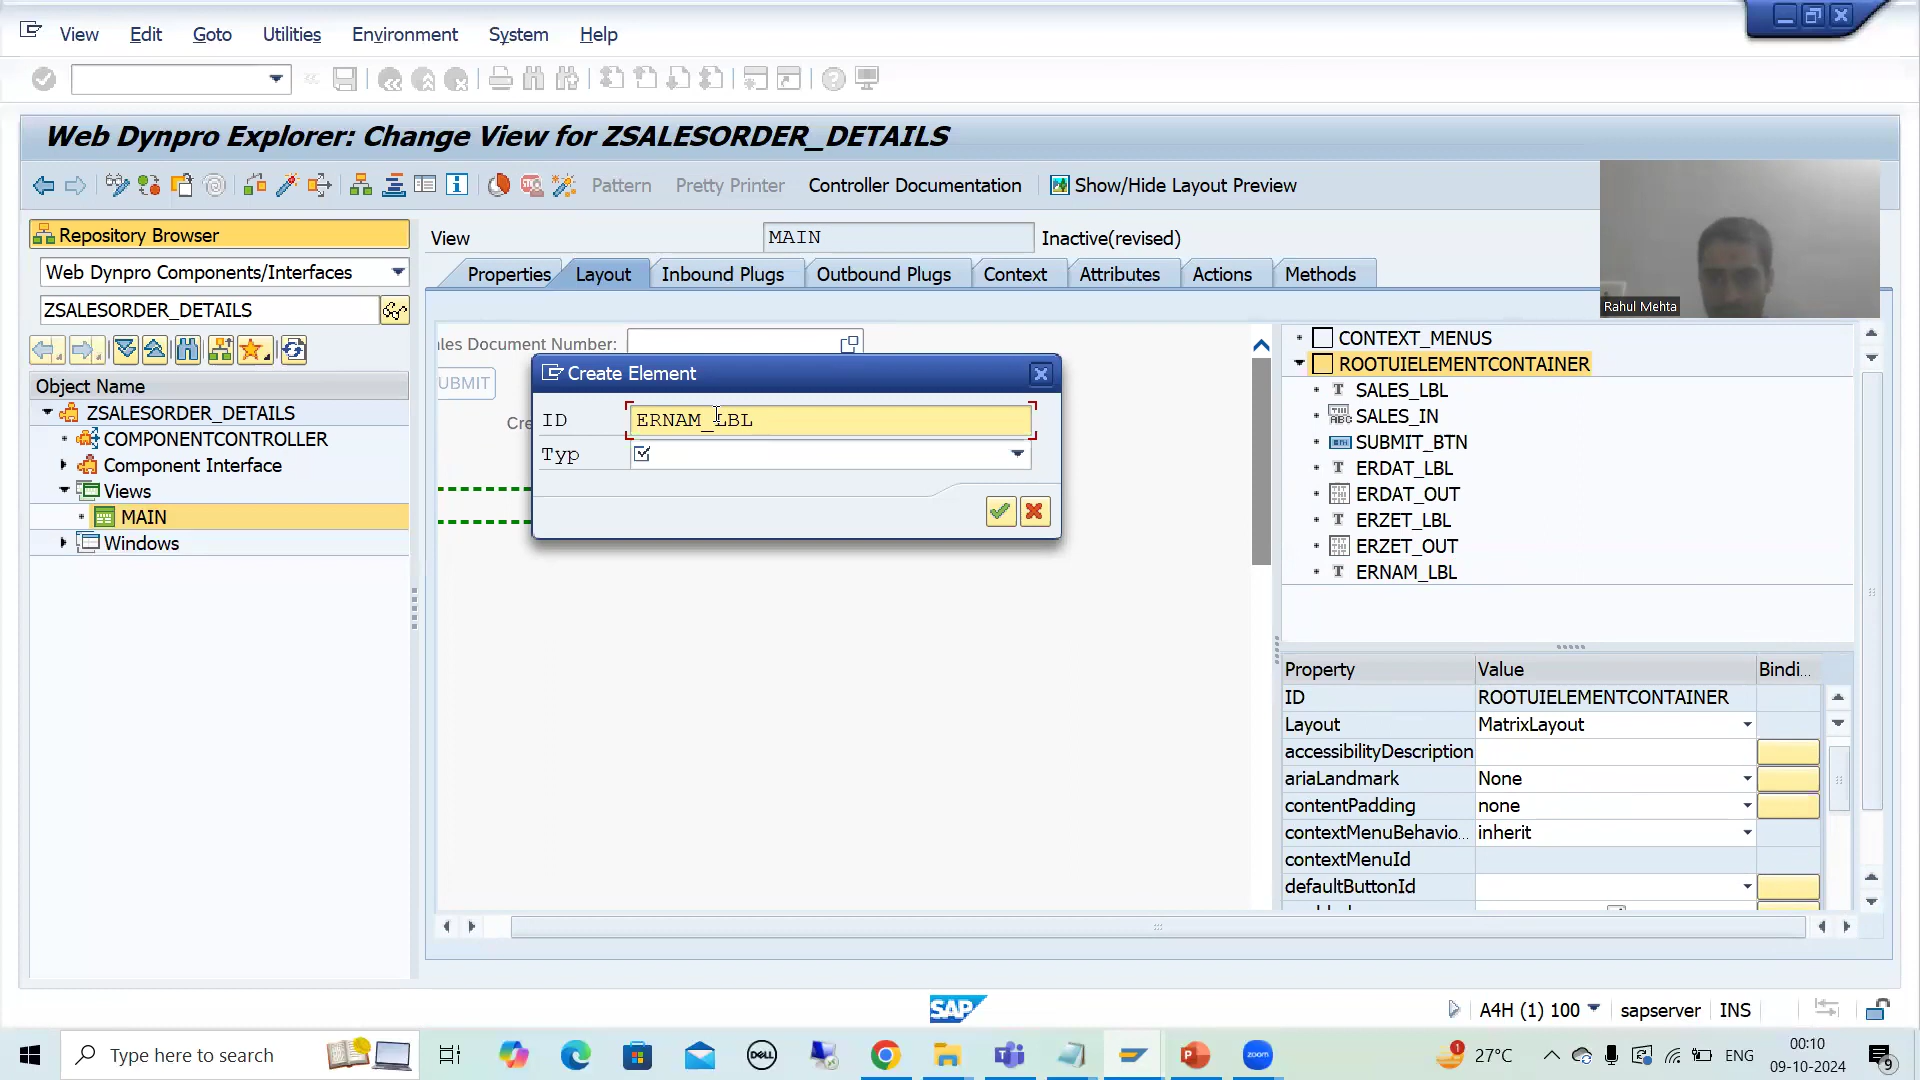 View Edit Goto Utilities Environment System Help
Web Dynpro Explorer: Change View for ZSALESORDER_DETAILS
Pattern Pretty Printer Controller Documentation Show/Hide Layout Preview
Repository Browser
Web Dynpro Components/Interfaces
ZSALESORDER_DETAILS
Object Name
ZSALESORDER_DETAILS
COMPONENTCONTROLLER
Component Interface
Views
MAIN
Windows
View MAIN Inactive(revised)
Properties Layout Inbound Plugs Outbound Plugs Context Attributes Actions Methods
ales Document Number:
UBMIT
Cre
Create Element
ID ERNAM_LBL
Typ
CONTEXT_MENUS
ROOTUIELEMENTCONTAINER
SALES_LBL
SALES_IN
SUBMIT_BTN
ERDAT_LBL
ERDAT_OUT
ERZET_LBL
ERZET_OUT
ERNAM_LBL
Property Value Bindi...
ID ROOTUIELEMENTCONTAINER
Layout MatrixLayout
accessibilityDescription
ariaLandmark None
contentPadding none
contextMenuBehavio... inherit
contextMenuId
defaultButtonId
Rahul Mehta
SAP
A4H (1) 100 sapserver INS
Type here to search
DELL
zoom
1
27°C
ENG
00:10
09-10-2024
9